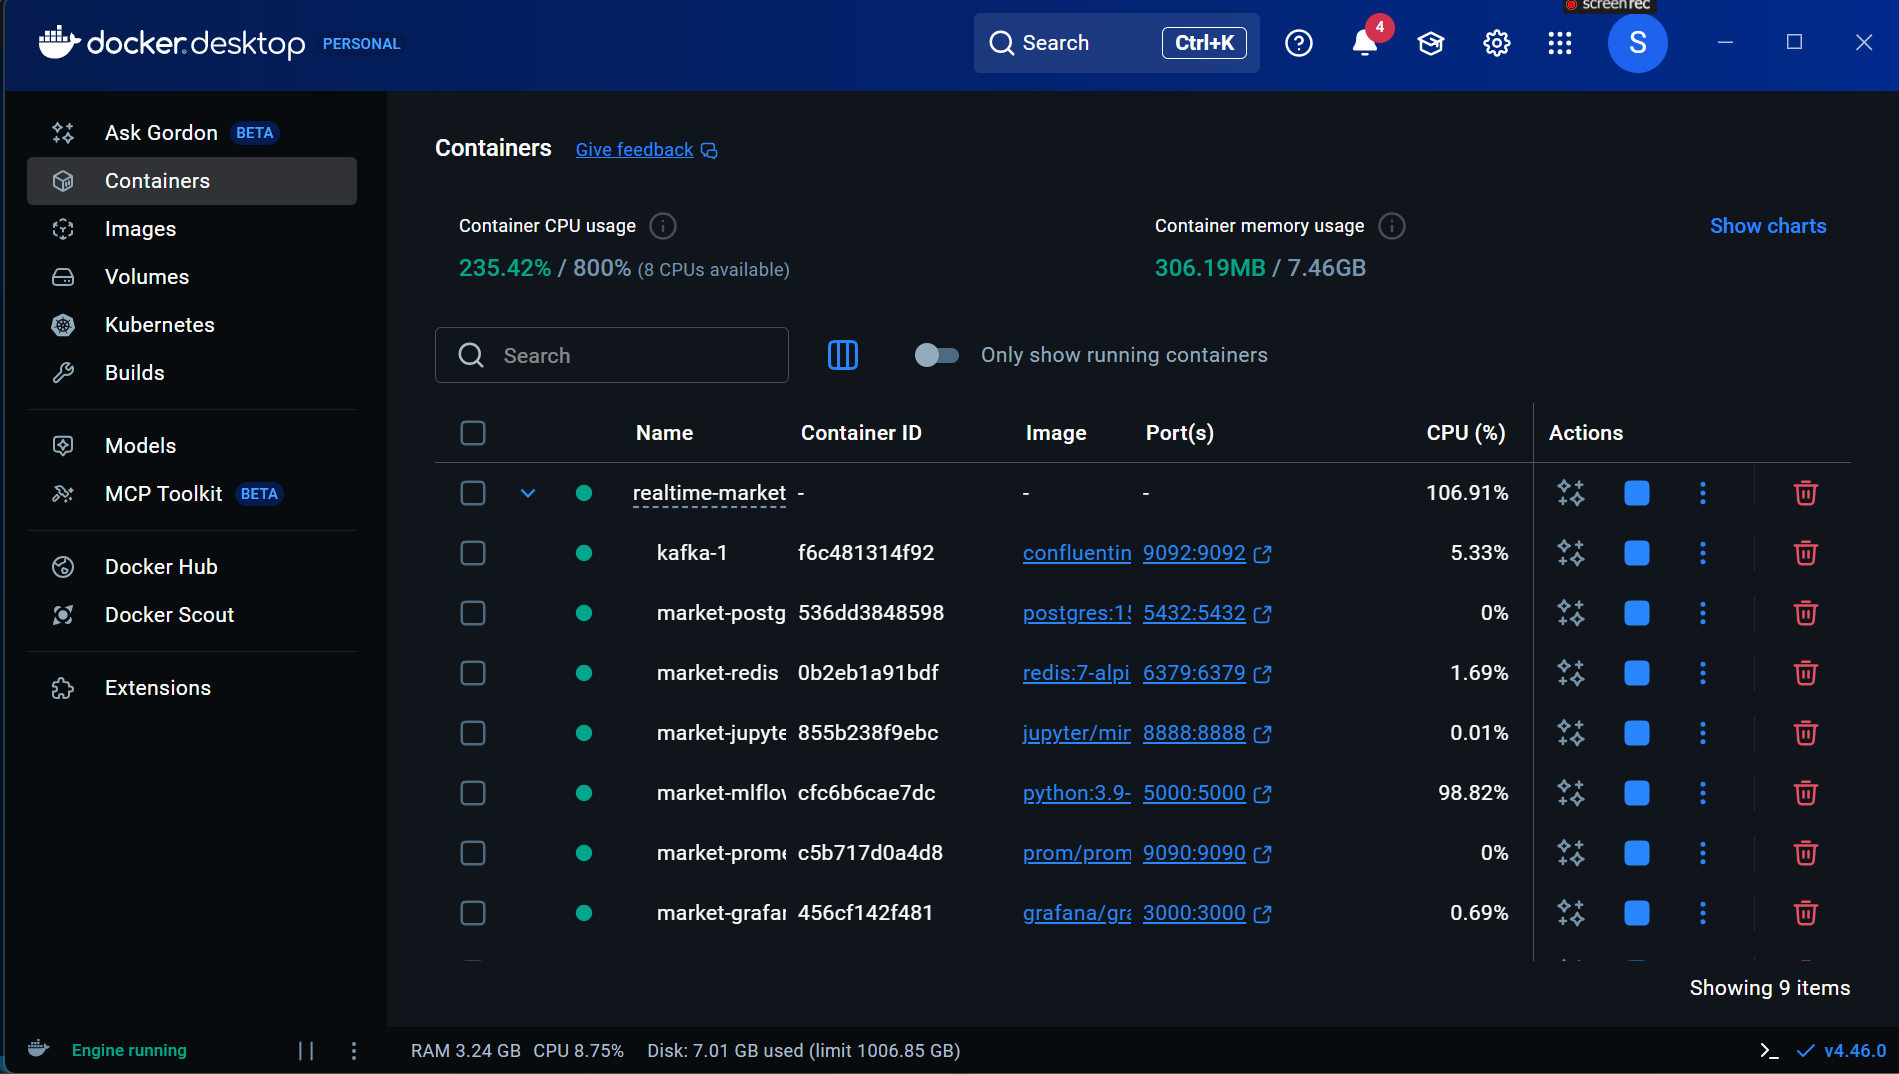 screenrec
docker desktop PERSONAL
Search Ctrl+K
4
S
Ask Gordon BETA
Containers
Images
Volumes
Kubernetes
Builds
Models
MCP Toolkit BETA
Docker Hub
Docker Scout
Extensions
Containers Give feedback
Container CPU usage
235.42% / 800% (8 CPUs available)
Container memory usage
306.19MB / 7.46GB
Show charts
Search
Only show running containers
Name Container ID Image Port(s) CPU (%) Actions
realtime-market - - - 106.91%
kafka-1 f6c481314f92 confluentin 9092:9092 5.33%
market-postg 536dd3848598 postgres:15 5432:5432 0%
market-redis 0b2eb1a91bdf redis:7-alpi 6379:6379 1.69%
market-jupyte 855b238f9ebc jupyter/min 8888:8888 0.01%
market-mlflow cfc6b6cae7dc python:3.9- 5000:5000 98.82%
market-prome c5b717d0a4d8 prom/prom 9090:9090 0%
market-grafan 456cf142f481 grafana/gra 3000:3000 0.69%
Showing 9 items
Engine running
RAM 3.24 GB CPU 8.75% Disk: 7.01 GB used (limit 1006.85 GB)
v4.46.0